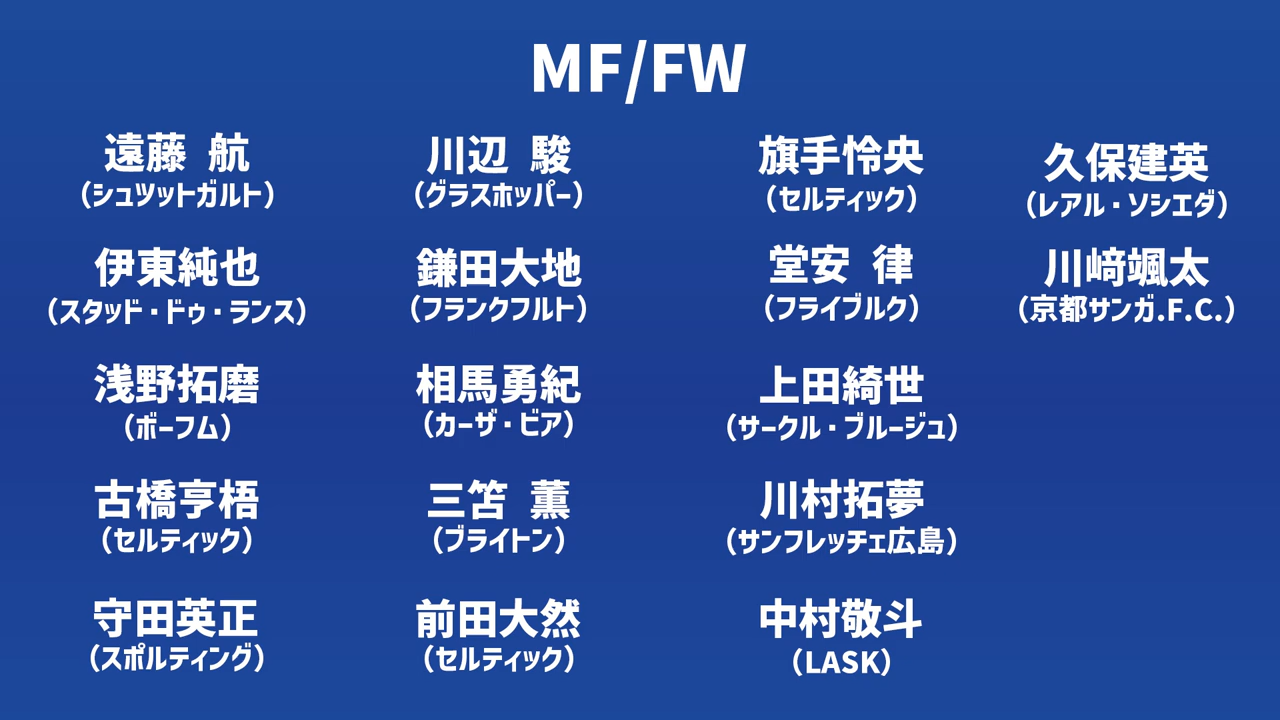 MF/FW
遠藤 航
(シュツットガルト)
伊東純也
(スタッド・ドゥ・ランス)
浅野拓磨
(ボーフム)
古橋亨梧
(セルティック)
守田英正
(スポルティング)
川辺 駿
(グラスホッパー)
鎌田大地
(フランクフルト)
相馬勇紀
(カーザ・ピア)
三笘 薫
(ブライトン)
前田大然
(セルティック)
旗手怜央
(セルティック)
堂安 律
(フライブルク)
上田綺世
(サークル・ブルージュ)
川村拓夢
(サンフレッチェ広島)
中村敬斗
(LASK)
久保建英
(レアル・ソシエダ)
川﨑颯太
(京都サンガ.F.C.)